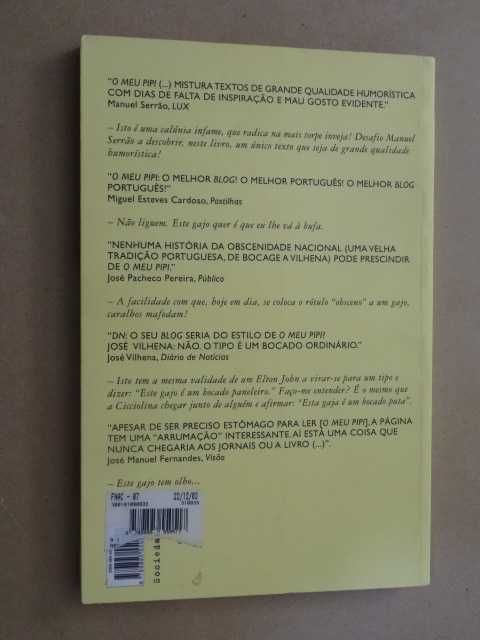 "O MEU PIPI (...) MISTURA TEXTOS DE GRANDE QUALIDADE HUMORÍSTICA
COM DIAS DE FALTA DE INSPIRAÇÃO E MAU GOSTO EVIDENTE."
Manuel Serrão, LUX
– Isto é uma calúnia infame, que radica na mais torpe inveja! Desafio Manuel
Serrão a descobrir, neste livro, um único texto que seja de grande qualidade
humorística!
"O MEU PIPI: O MELHOR BLOG! O MELHOR PORTUGUÊS! O MELHOR BLOG
PORTUGUÊS!"
Miguel Esteves Cardoso, Pastilhas
– Não liguem. Este gajo quer é que eu lhe vá à bufa.
"NENHUMA HISTÓRIA DA OBSCENIDADE NACIONAL (UMA VELHA
TRADIÇÃO PORTUGUESA, DE BOCAGE A VILHENA) PODE PRESCINDIR
DE O MEU PIPI."
José Pacheco Pereira, Público
– A facilidade com que, hoje em dia, se coloca o rótulo "obsceno" a um gajo,
caralhos mafodam!
"DN: O SEU BLOG SERIA DO ESTILO DE O MEU PIPI?
JOSÉ VILHENA: NÃO. O TIPO É UM BOCADO ORDINÁRIO."
José Vilhena, Diário de Notícias
– Isto tem a mesma validade de um Elton John a virar-se para um tipo e
dizer: "Este gajo é um bocado paneleiro." Faço-me entender? É o mesmo que
a Cicciolina chegar junto de alguém e afirmar: "Esta gaja é um bocado puta".
"APESAR DE SER PRECISO ESTÔMAGO PARA LER [O MEU PIPI], A PÁGINA
TEM UMA "ARRUMAÇÃO" INTERESSANTE. AÍ ESTÁ UMA COISA QUE
NUNCA CHEGARIA AOS JORNAIS OU A LIVRO (...)".
José Manuel Fernandes, Visão
– Este gajo tem olho...
FNAC - 07 22/12/03